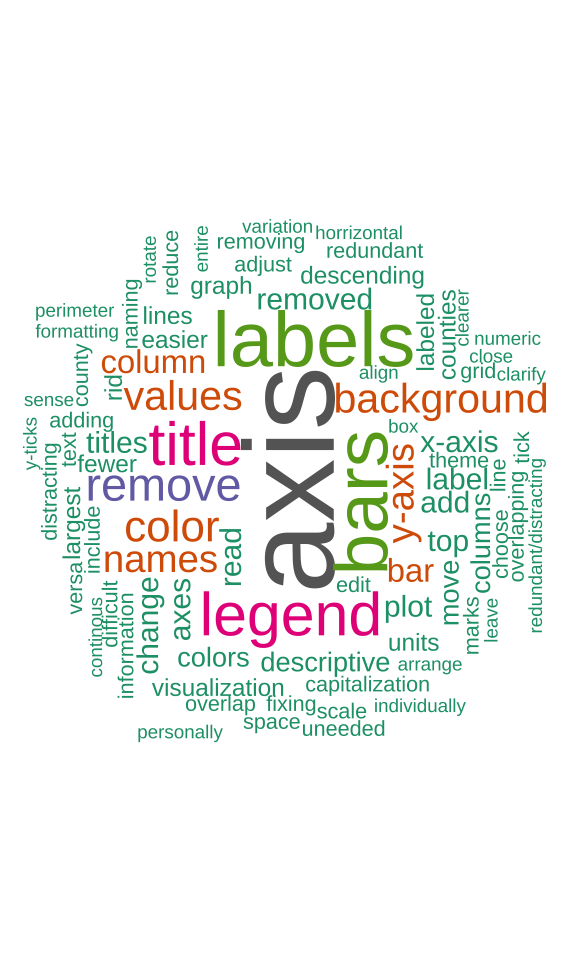 variation
horrizontal
entire
rotate
reduce
removing
redundant
adjust
descending
graph
removed
perimeter
naming
lines
labeled
counties
clearer
formatting
easier
labels
numeric
close
column
align
grid
clarify
county
rid
values
axis
background
sense
adding
box
y-ticks
text
titles
title
bars
y-axis
x-axis
tick
fewer
theme
distracting
remove
label
line
largest
add
overlapping
redundant/distracting
include
color
read
top
columns
choose
names
bar
versa
edit
move
continous
difficult
information
change
axes
legend
plot
marks
leave
units
colors
descriptive
arrange
visualization
capitalization
overlap
fixing
scale
individually
space
uneeded
personally